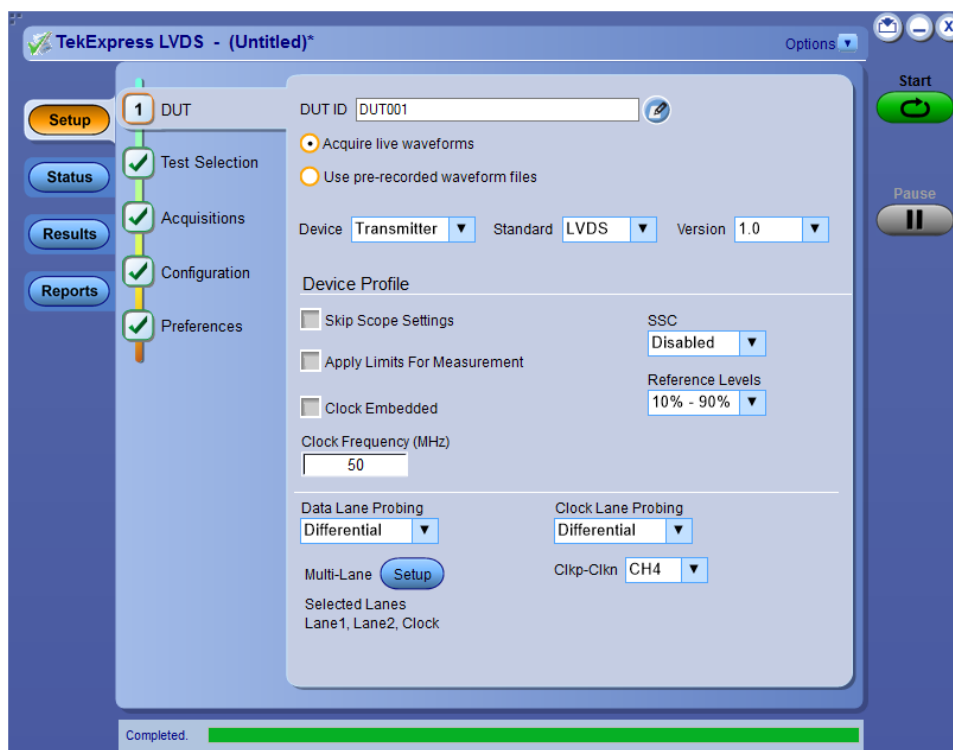 TekExpress LVDS - (Untitled)*
Options
Start
Pause
Setup
Status
Results
Reports
1 DUT
Test Selection
Acquisitions
Configuration
Preferences
DUT ID DUT001
Acquire live waveforms
Use pre-recorded waveform files
Device Transmitter Standard LVDS Version 1.0
Device Profile
Skip Scope Settings
Apply Limits For Measurement
Clock Embedded
Clock Frequency (MHz)
50
SSC
Disabled
Reference Levels
10% - 90%
Data Lane Probing
Differential
Clock Lane Probing
Differential
Multi-Lane Setup
Clkp-Clkn CH4
Selected Lanes
Lane1, Lane2, Clock
Completed.